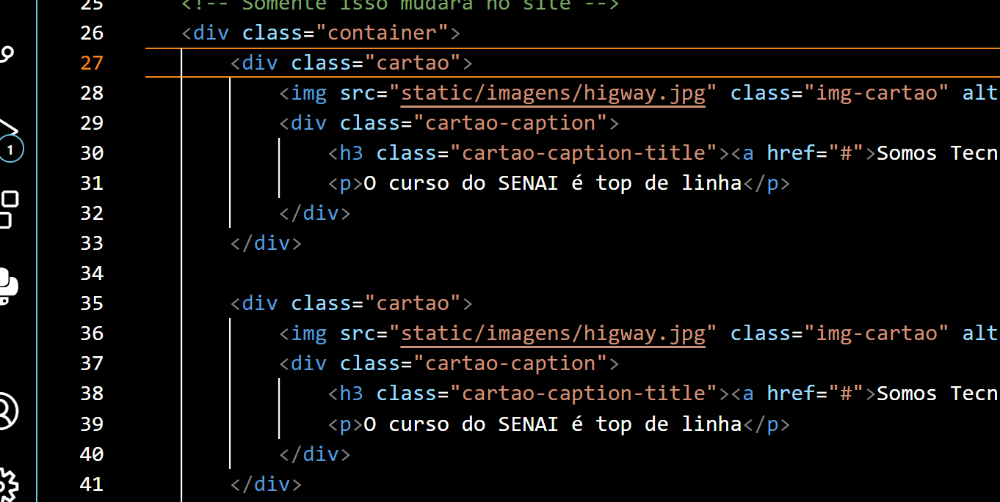 25 <!-- Somente isso mudará no site -->
26 <div class="container">
27 <div class="cartao">
28 <img src="static/imagens/higway.jpg" class="img-cartao" alt
29 <div class="cartao-caption">
30 <h3 class="cartao-caption-title"><a href="#">Somos Tecn
31 <p>O curso do SENAI é top de linha</p>
32 </div>
33 </div>
34
35 <div class="cartao">
36 <img src="static/imagens/higway.jpg" class="img-cartao" alt
37 <div class="cartao-caption">
38 <h3 class="cartao-caption-title"><a href="#">Somos Tecn
39 <p>O curso do SENAI é top de linha</p>
40 </div>
41 </div>
1